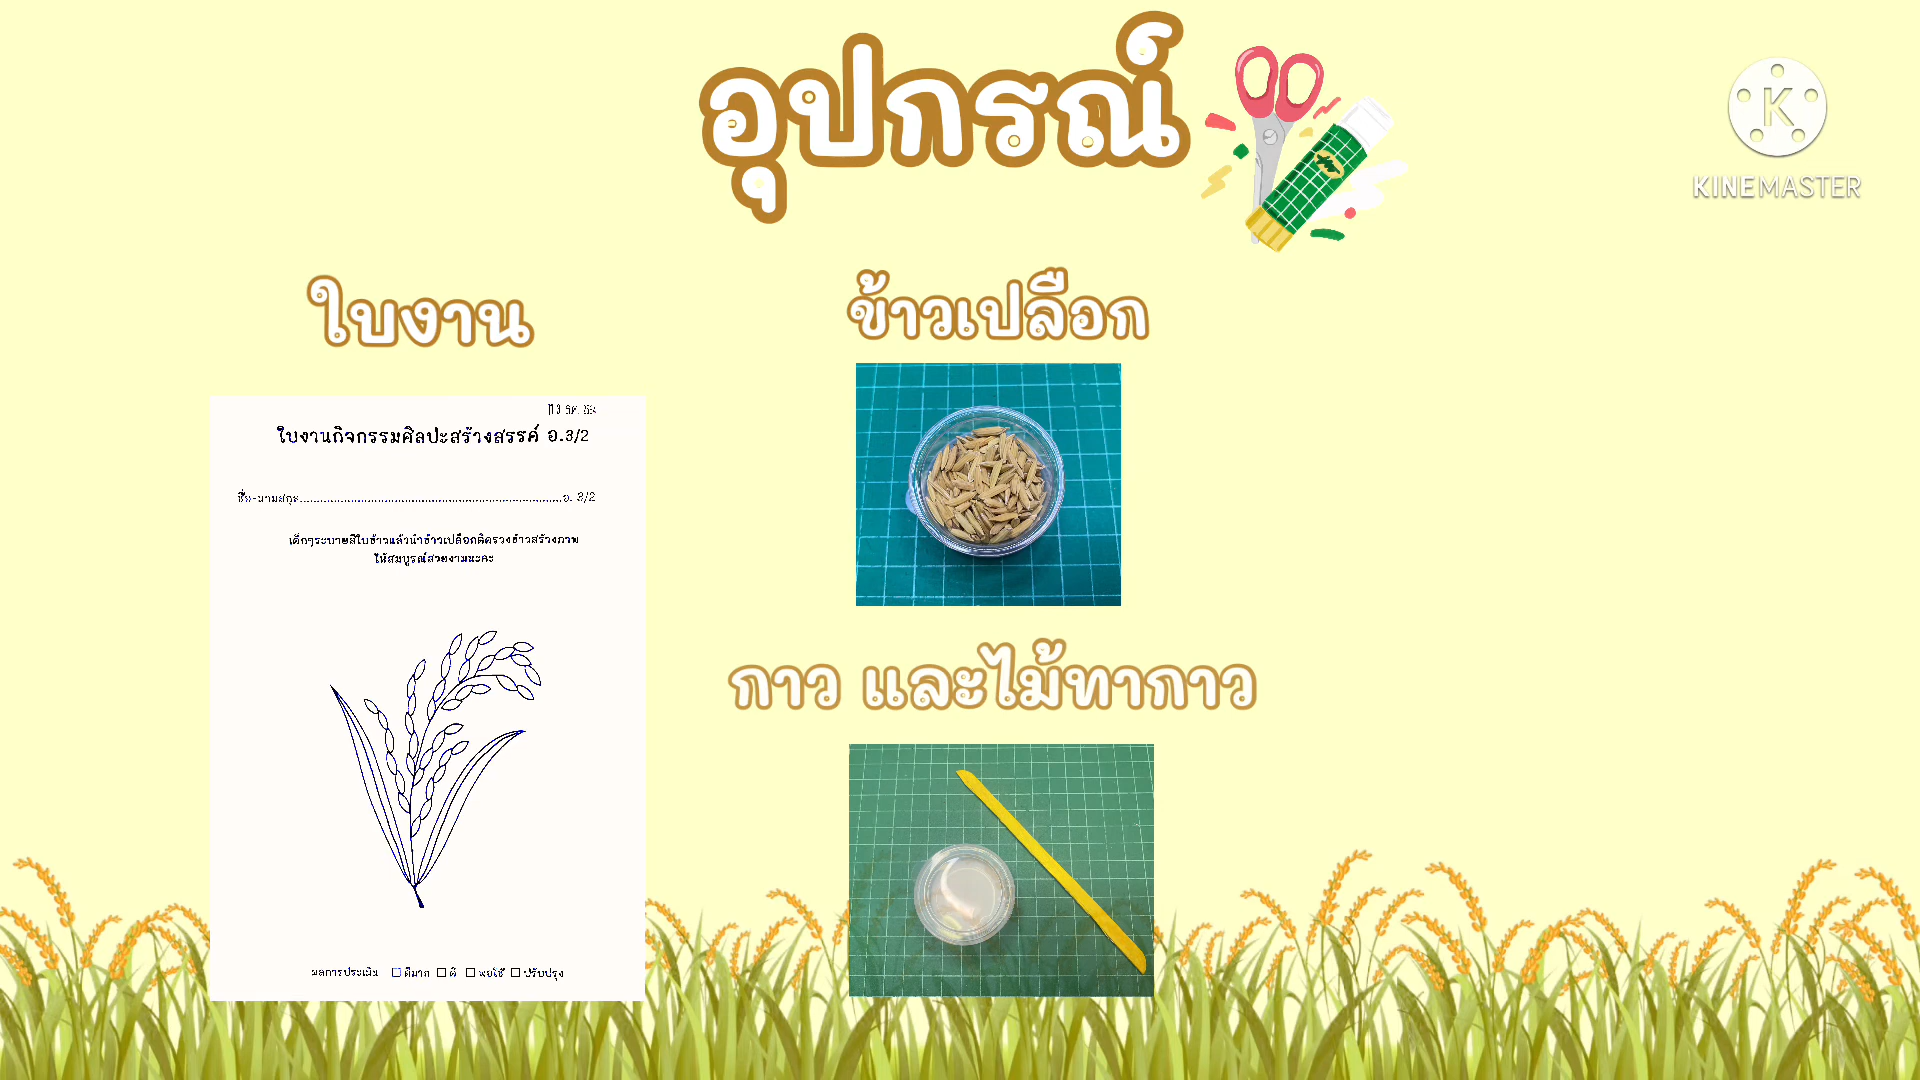 อุปกรณ์
K
KINEMASTER
ใบงาน
ข้าวเปลือก
ใบงานกิจกรรมศิลปะสร้างสรรค์ อ.3/2
ชื่อ-นามสกุล..........................................................................อ. 3/2
เด็กๆระบายสีใบข้าวแล้วนำข้าวเปลือกติดรวงข้าวสร้างภาพ
ให้สมบูรณ์สวยงามนะคะ
กาว และไม้ทากาว
ผลการประเมิน ☐ ดีมาก ☐ ดี ☐ พอใช้ ☐ ปรับปรุง